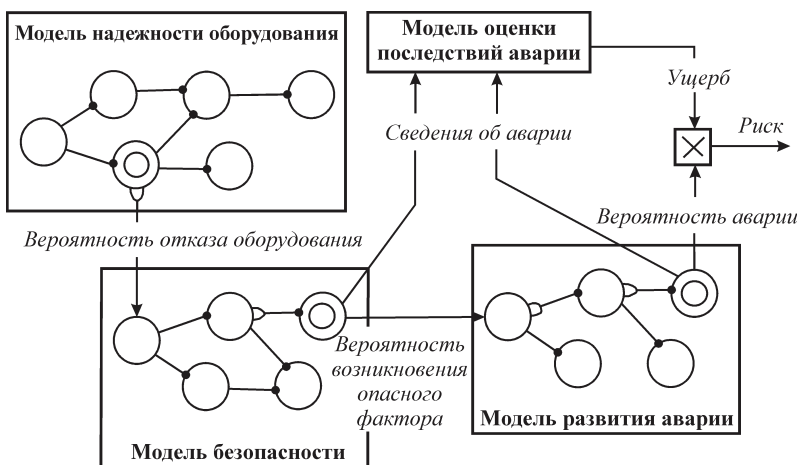 Модель надежности оборудования
Модель оценки
последствий аварии
Ущерб
Риск
Сведения об аварии
Вероятность аварии
Вероятность отказа оборудования
Вероятность
возникновения
опасного
фактора
Модель развития аварии
Модель безопасности